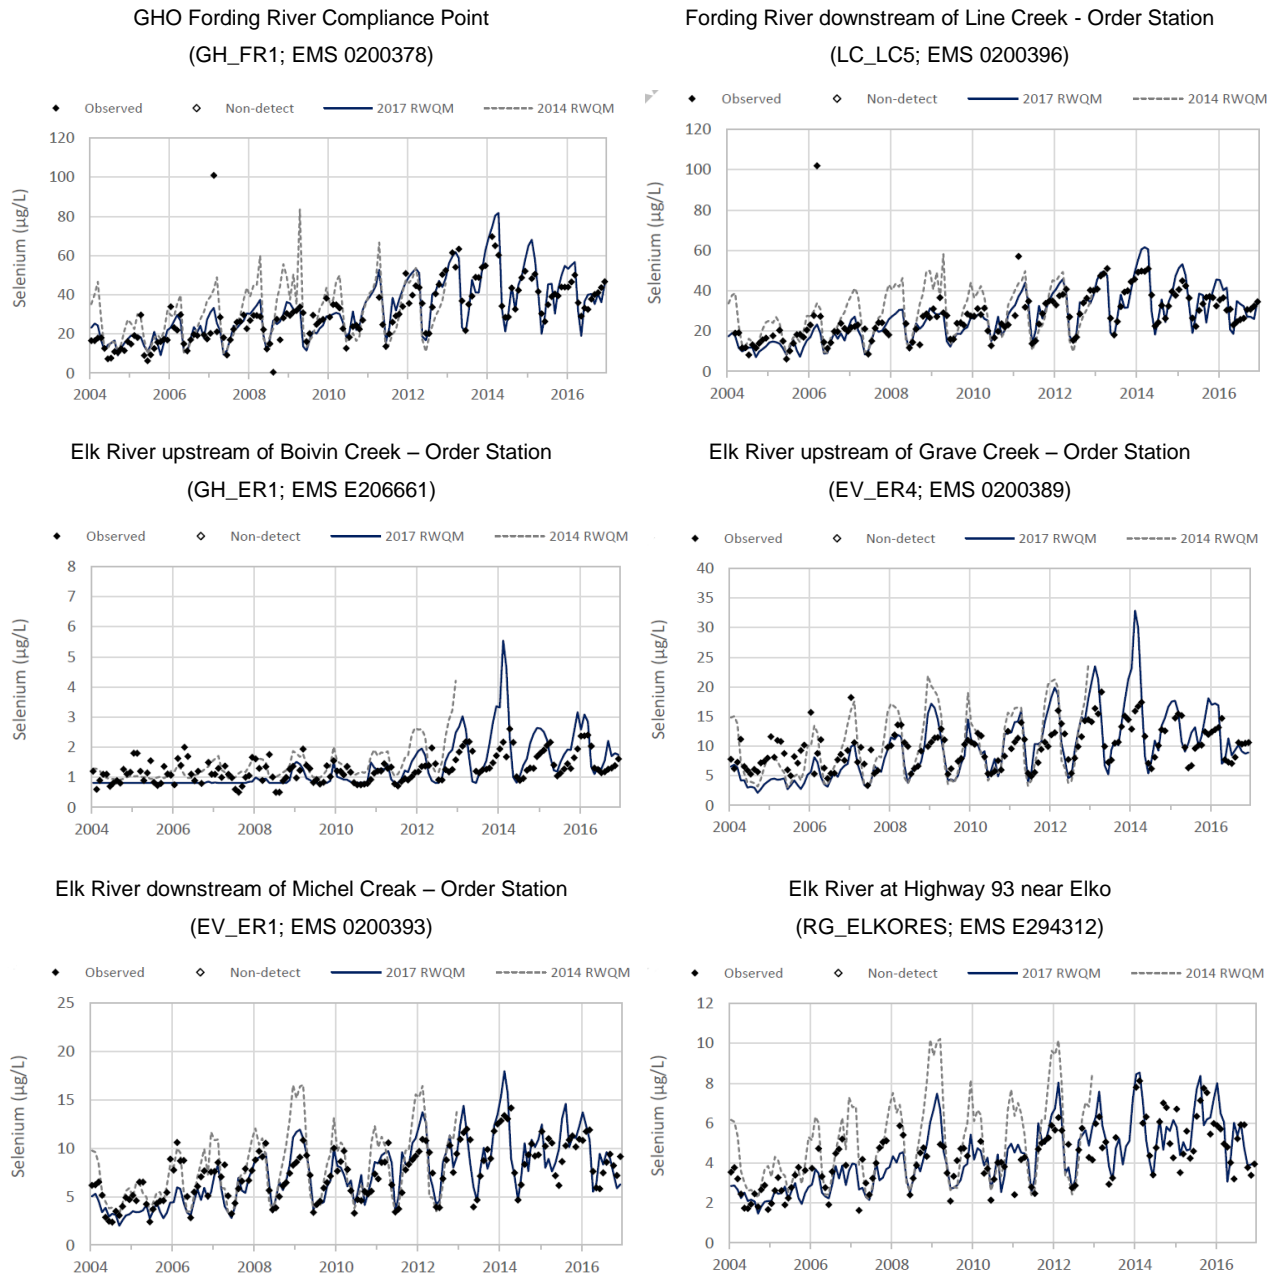 GHO Fording River Compliance Point
(GH_FR1; EMS 0200378)
Observed Non-detect 2017 RWQM 2014 RWQM
Selenium (µg/L)
120
100
80
60
40
20
0
2004 2006 2008 2010 2012 2014 2016
Fording River downstream of Line Creek - Order Station
(LC_LC5; EMS 0200396)
Observed Non-detect 2017 RWQM 2014 RWQM
Selenium (µg/L)
120
100
80
60
40
20
0
2004 2006 2008 2010 2012 2014 2016
Elk River upstream of Boivin Creek – Order Station
(GH_ER1; EMS E206661)
Observed Non-detect 2017 RWQM 2014 RWQM
Selenium (µg/L)
8
7
6
5
4
3
2
1
0
2004 2006 2008 2010 2012 2014 2016
Elk River upstream of Grave Creek – Order Station
(EV_ER4; EMS 0200389)
Observed Non-detect 2017 RWQM 2014 RWQM
Selenium (µg/L)
40
35
30
25
20
15
10
5
0
2004 2006 2008 2010 2012 2014 2016
Elk River downstream of Michel Creak – Order Station
(EV_ER1; EMS 0200393)
Observed Non-detect 2017 RWQM 2014 RWQM
Selenium (µg/L)
25
20
15
10
5
0
2004 2006 2008 2010 2012 2014 2016
Elk River at Highway 93 near Elko
(RG_ELKORES; EMS E294312)
Observed Non-detect 2017 RWQM 2014 RWQM
Selenium (µg/L)
12
10
8
6
4
2
0
2004 2006 2008 2010 2012 2014 2016